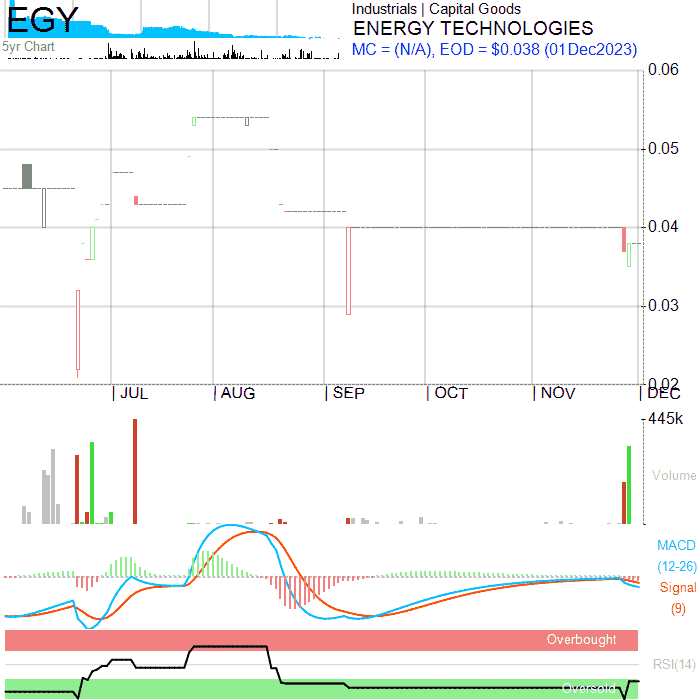 EGY
Industrials | Capital Goods
ENERGY TECHNOLOGIES
5yr Chart
MC = (N/A), EOD = $0.038 (01Dec2023)
0.06
0.05
0.04
0.03
0.02
| JUL | AUG | SEP | OCT | NOV | DEC
445k
Volume
MACD
(12-26)
Signal
(9)
Overbought
RSI(14)
Oversold